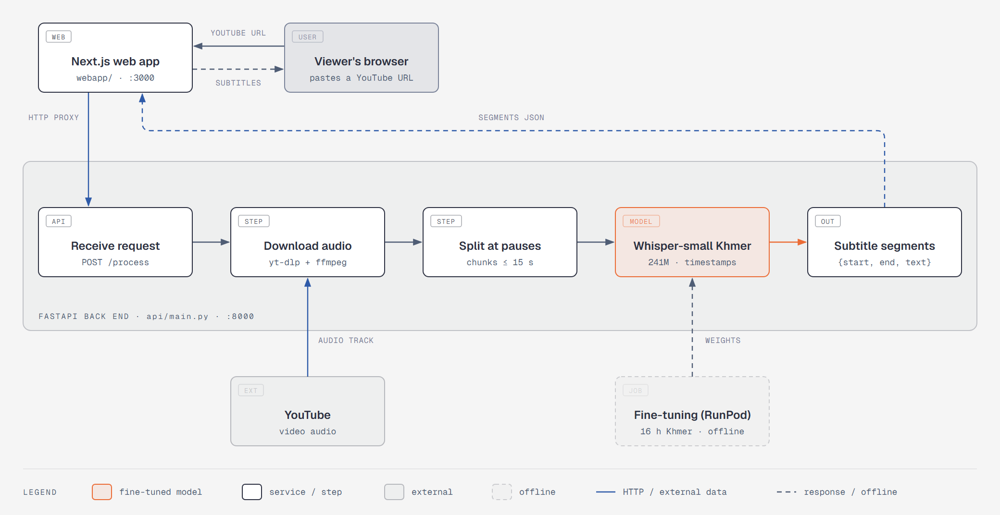 WEB
Next.js web app
webapp/ · :3000
YOUTUBE URL
SUBTITLES
USER
Viewer's browser
pastes a YouTube URL
HTTP PROXY
SEGMENTS JSON
API
Receive request
POST /process
STEP
Download audio
yt-dlp + ffmpeg
STEP
Split at pauses
chunks ≤ 15 s
MODEL
Whisper-small Khmer
241M · timestamps
OUT
Subtitle segments
{start, end, text}
FASTAPI BACK END · api/main.py · :8000
AUDIO TRACK
WEIGHTS
EXT
YouTube
video audio
JOB
Fine-tuning (RunPod)
16 h Khmer · offline
LEGEND
fine-tuned model
service / step
external
offline
HTTP / external data
response / offline